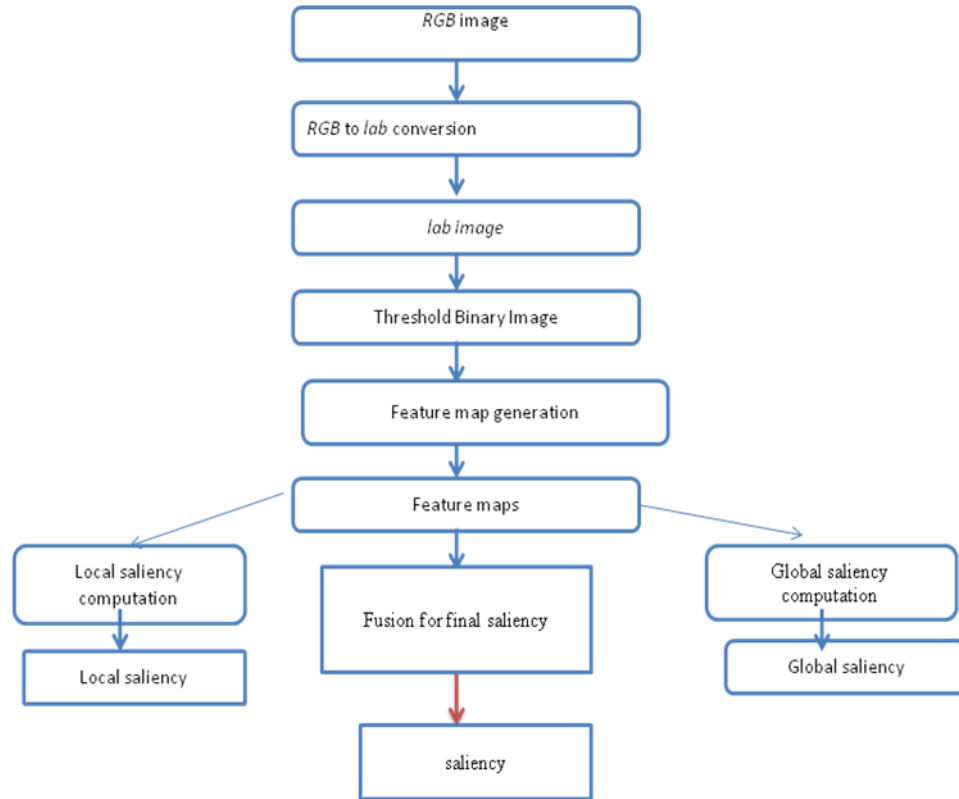 RGB image
RGB to lab conversion
lab image
Threshold Binary Image
Feature map generation
Feature maps
Local saliency
computation
Fusion for final saliency
Global saliency
computation
Local saliency
Global saliency
saliency